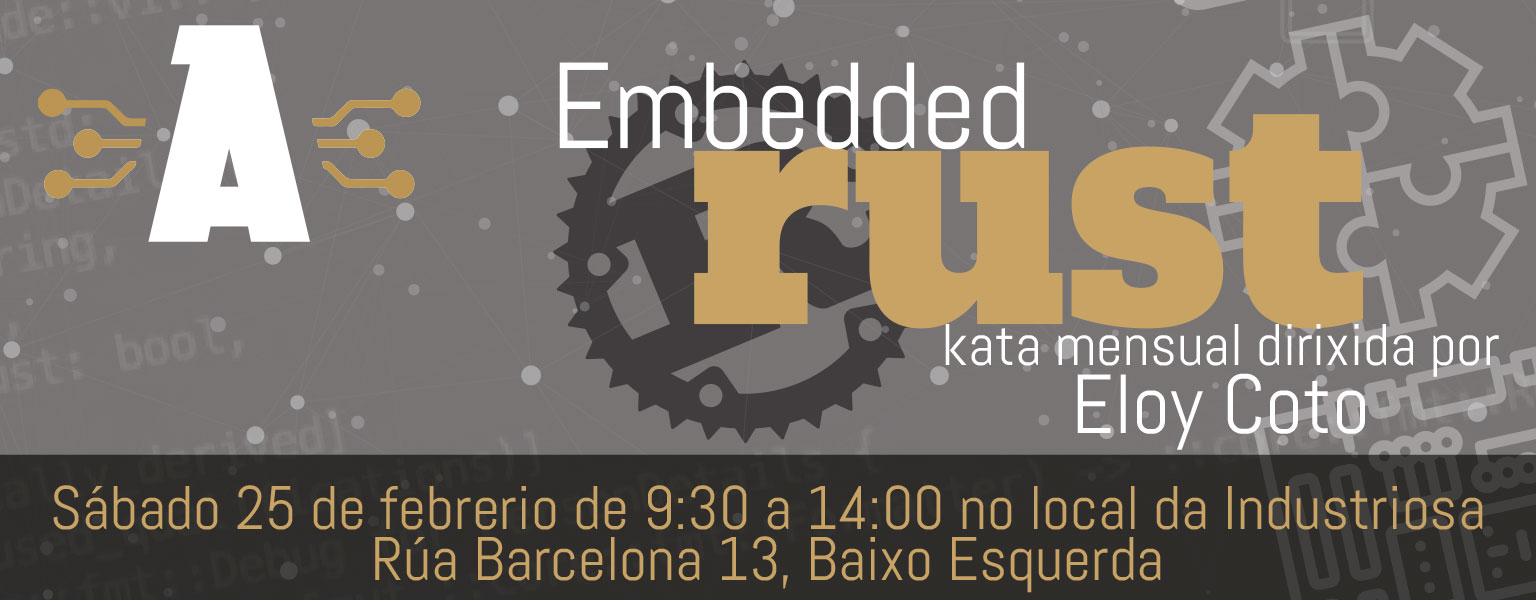 A
Embedded
rust
kata mensual dirixida por
Eloy Coto
Sábado 25 de febrerio de 9:30 a 14:00 no local da Industriosa
Rúa Barcelona 13, Baixo Esquerda